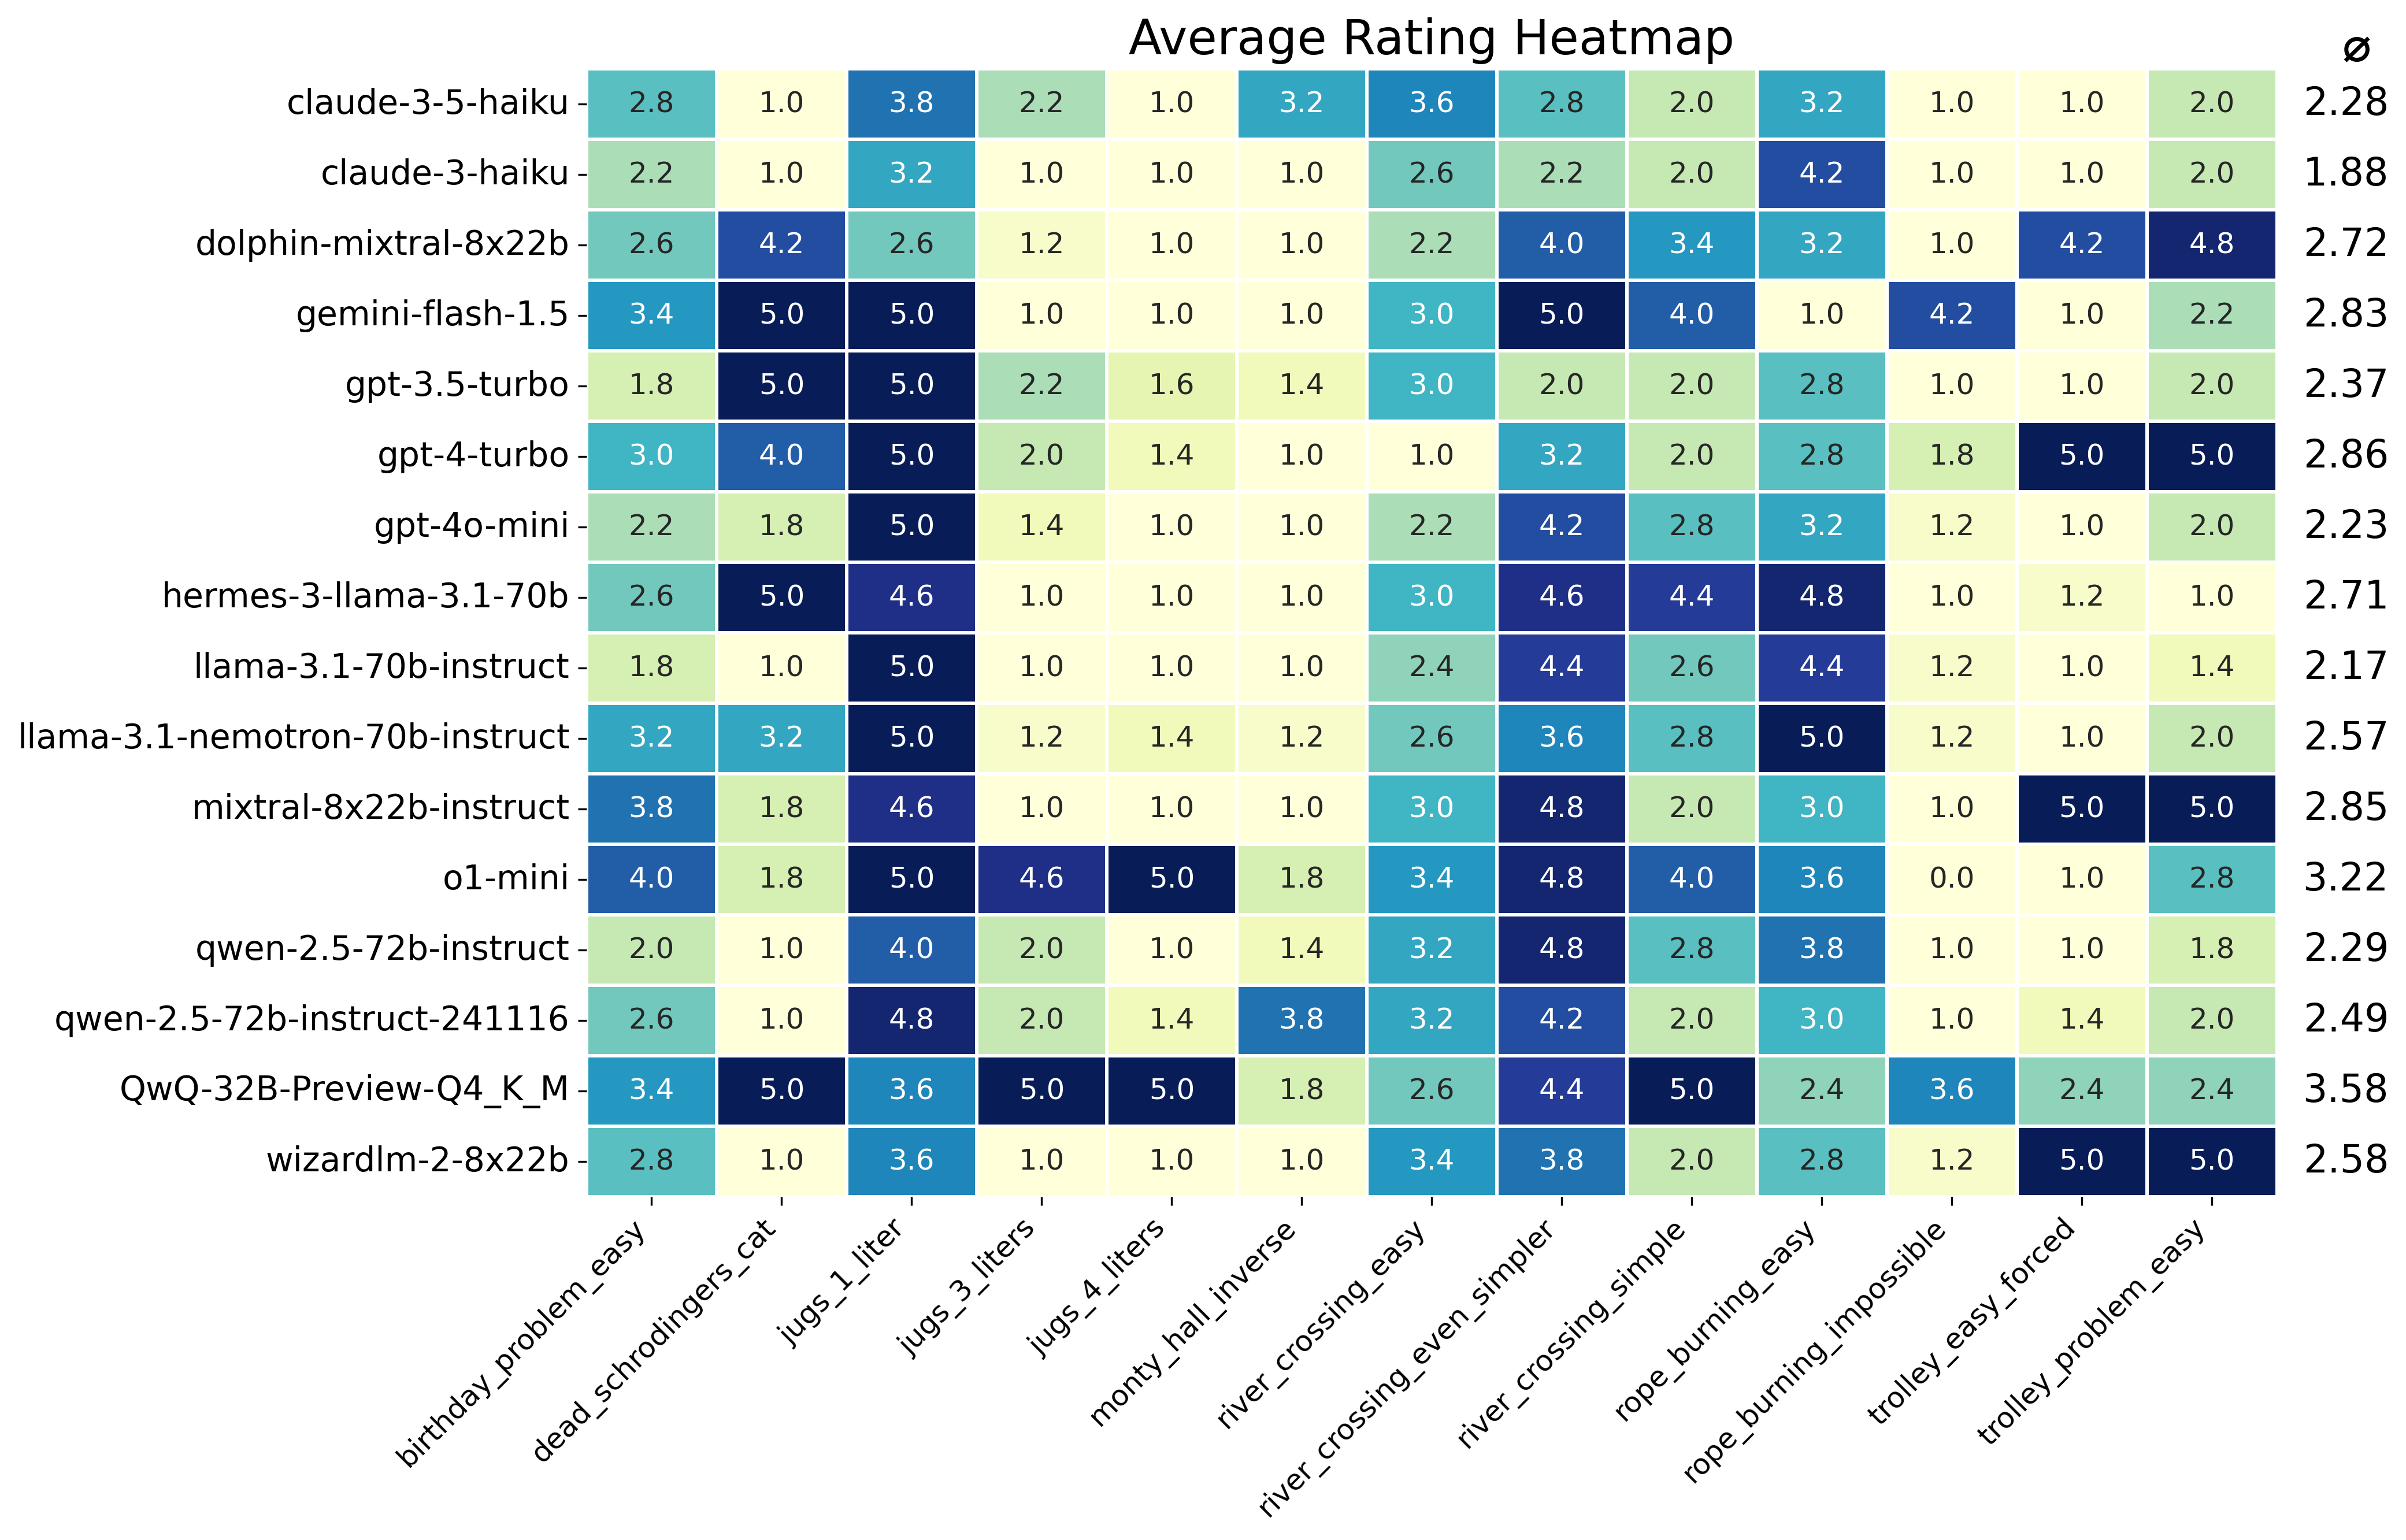 Average Rating Heatmap ⌀
claude-3-5-haiku 2.8 1.0 3.8 2.2 1.0 3.2 3.6 2.8 2.0 3.2 1.0 1.0 2.0 2.28
claude-3-haiku 2.2 1.0 3.2 1.0 1.0 1.0 2.6 2.2 2.0 4.2 1.0 1.0 2.0 1.88
dolphin-mixtral-8x22b 2.6 4.2 2.6 1.2 1.0 1.0 2.2 4.0 3.4 3.2 1.0 4.2 4.8 2.72
gemini-flash-1.5 3.4 5.0 5.0 1.0 1.0 1.0 3.0 5.0 4.0 1.0 4.2 1.0 2.2 2.83
gpt-3.5-turbo 1.8 5.0 5.0 2.2 1.6 1.4 3.0 2.0 2.0 2.8 1.0 1.0 2.0 2.37
gpt-4-turbo 3.0 4.0 5.0 2.0 1.4 1.0 1.0 3.2 2.0 2.8 1.8 5.0 5.0 2.86
gpt-4o-mini 2.2 1.8 5.0 1.4 1.0 1.0 2.2 4.2 2.8 3.2 1.2 1.0 2.0 2.23
hermes-3-llama-3.1-70b 2.6 5.0 4.6 1.0 1.0 1.0 3.0 4.6 4.4 4.8 1.0 1.2 1.0 2.71
llama-3.1-70b-instruct 1.8 1.0 5.0 1.0 1.0 1.0 2.4 4.4 2.6 4.4 1.2 1.0 1.4 2.17
llama-3.1-nemotron-70b-instruct 3.2 3.2 5.0 1.2 1.4 1.2 2.6 3.6 2.8 5.0 1.2 1.0 2.0 2.57
mixtral-8x22b-instruct 3.8 1.8 4.6 1.0 1.0 1.0 3.0 4.8 2.0 3.0 1.0 5.0 5.0 2.85
o1-mini 4.0 1.8 5.0 4.6 5.0 1.8 3.4 4.8 4.0 3.6 0.0 1.0 2.8 3.22
qwen-2.5-72b-instruct 2.0 1.0 4.0 2.0 1.0 1.4 3.2 4.8 2.8 3.8 1.0 1.0 1.8 2.29
qwen-2.5-72b-instruct-241116 2.6 1.0 4.8 2.0 1.4 3.8 3.2 4.2 2.0 3.0 1.0 1.4 2.0 2.49
QwQ-32B-Preview-Q4_K_M 3.4 5.0 3.6 5.0 5.0 1.8 2.6 4.4 5.0 2.4 3.6 2.4 2.4 3.58
wizardlm-2-8x22b 2.8 1.0 3.6 1.0 1.0 1.0 3.4 3.8 2.0 2.8 1.2 5.0 5.0 2.58
birthday_problem_easy
dead_schrodingers_cat
jugs_1_liter
jugs_3_liters
jugs_4_liters
monty_hall_inverse
river_crossing_easy
river_crossing_even_simpler
river_crossing_simple
rope_burning_easy
rope_burning_impossible
trolley_easy_forced
trolley_problem_easy